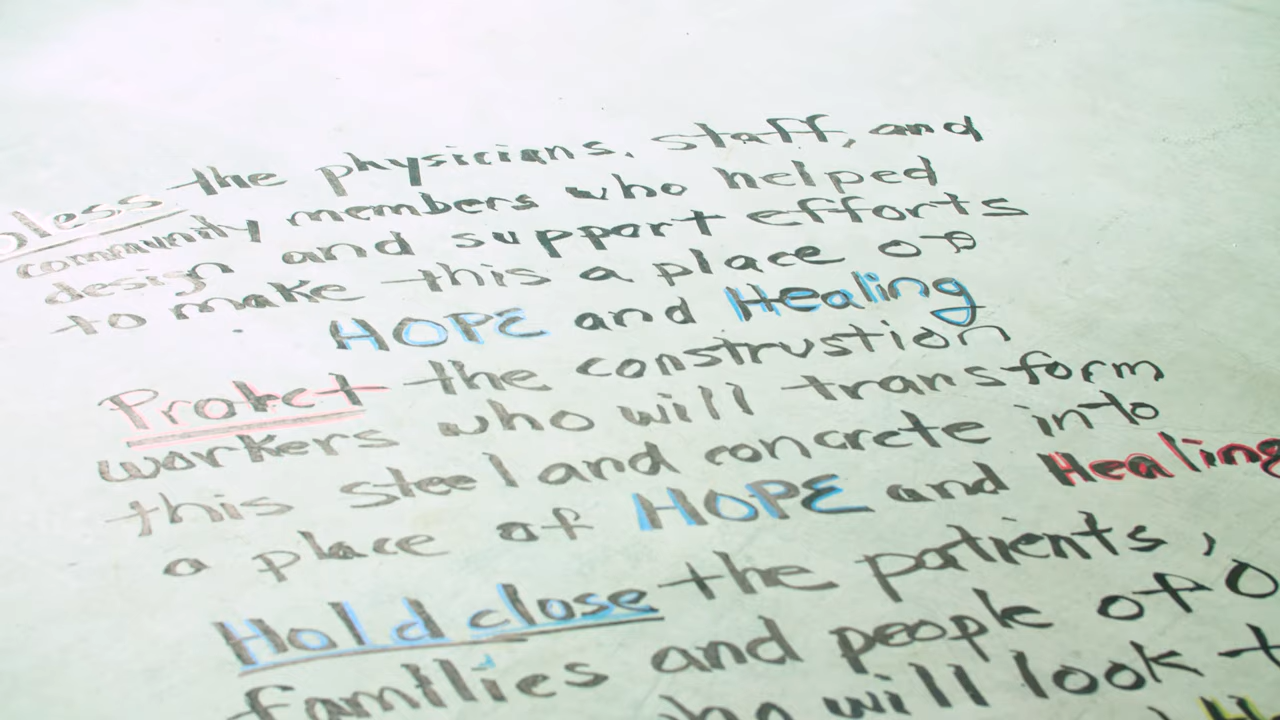 bless the physicians, staff, and
community members who helped
design and support efforts
to make this a place of
HOPE and Healing
Protect the construstion
workers who will transform
this steel and concrete into
a place of HOPE and Healing
Hold close the patients,
families and people of
will look